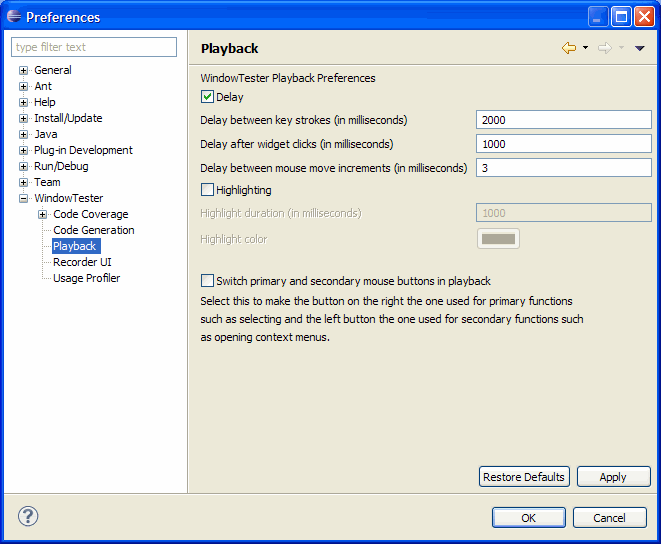 Preferences
type filter text
General
Ant
Help
Install/Update
Java
Plug-in Development
Run/Debug
Team
WindowTester
Code Coverage
Code Generation
Playback
Recorder UI
Usage Profiler
Playback
WindowTester Playback Preferences
Delay
Delay between key strokes (in milliseconds) 2000
Delay after widget clicks (in milliseconds) 1000
Delay between mouse move increments (in milliseconds) 3
Highlighting
Highlight duration (in milliseconds) 1000
Highlight color
Switch primary and secondary mouse buttons in playback
Select this to make the button on the right the one used for primary functions
such as selecting and the left button the one used for secondary functions such
as opening context menus.
Restore Defaults Apply
? OK Cancel